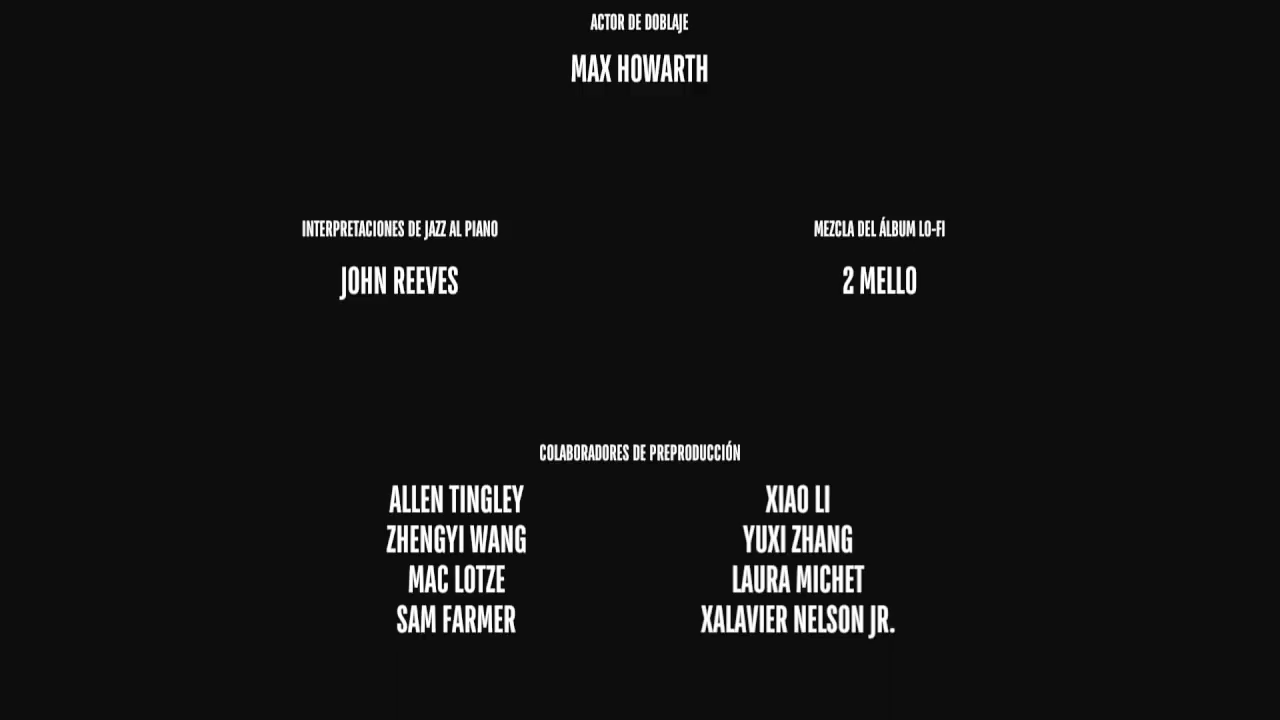 ACTOR DE DOBLAJE
MAX HOWARTH
INTERPRETACIONES DE JAZZ AL PIANO
JOHN REEVES
MEZCLA DEL ÁLBUM LO-FI
2 MELLO
COLABORADORES DE PREPRODUCCIÓN
ALLEN TINGLEY
ZHENGYI WANG
MAC LOTZE
SAM FARMER
XIAO LI
YUXI ZHANG
LAURA MICHET
XALAVIER NELSON JR.